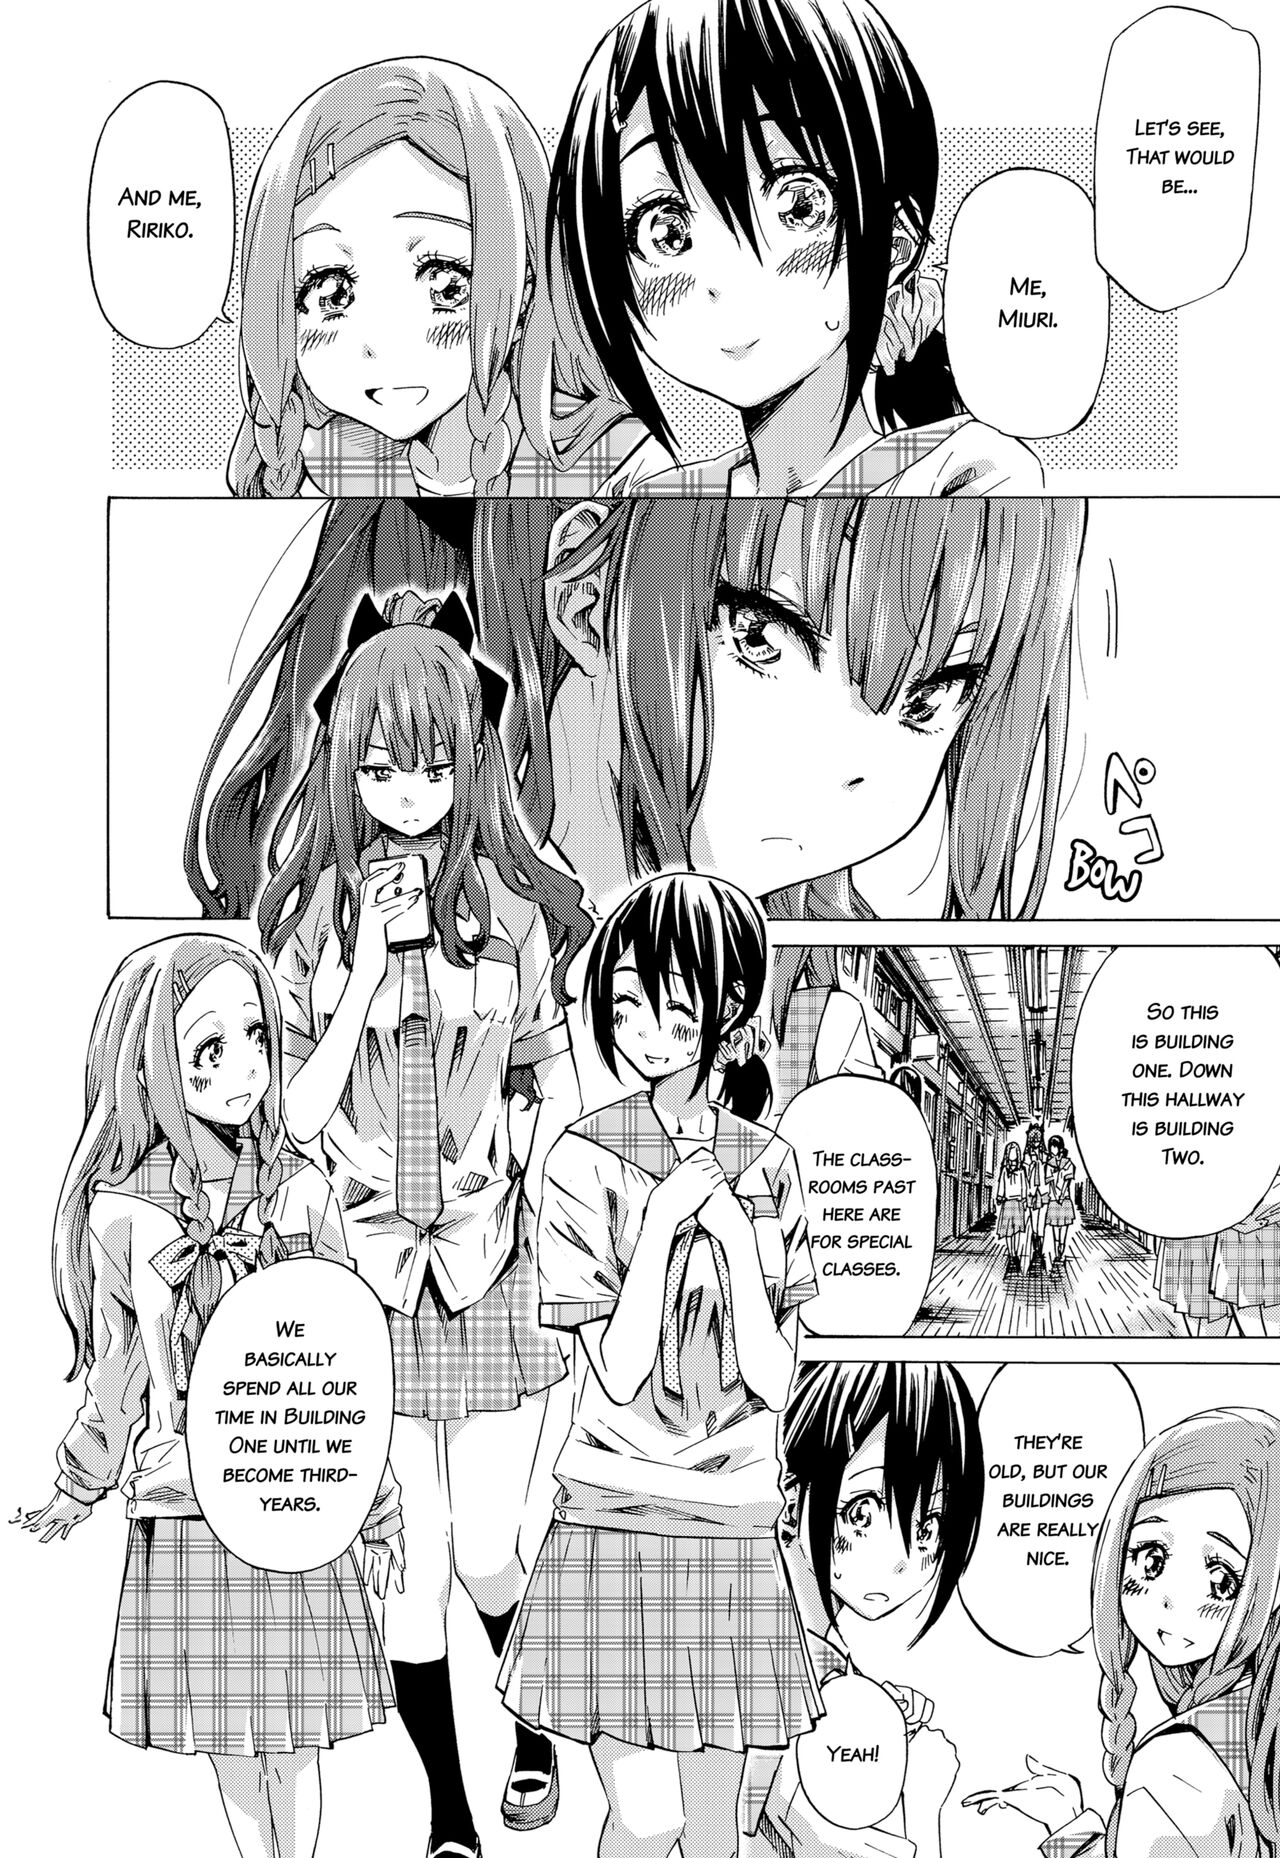 LET'S SEE,
THAT WOULD
BE...
ME,
MIURI.
AND ME,
RIRIKO.
ペコ
BOW
SO THIS
IS BUILDING
ONE. DOWN
THIS HALLWAY
IS BUILDING
TWO.
THE CLASS-
ROOMS PAST
HERE ARE
FOR SPECIAL
CLASSES.
WE
BASICALLY
SPEND ALL OUR
TIME IN BUILDING
ONE UNTIL WE
BECOME THIRD-
YEARS.
THEY'RE
OLD, BUT OUR
BUILDINGS
ARE REALLY
NICE.
YEAH!